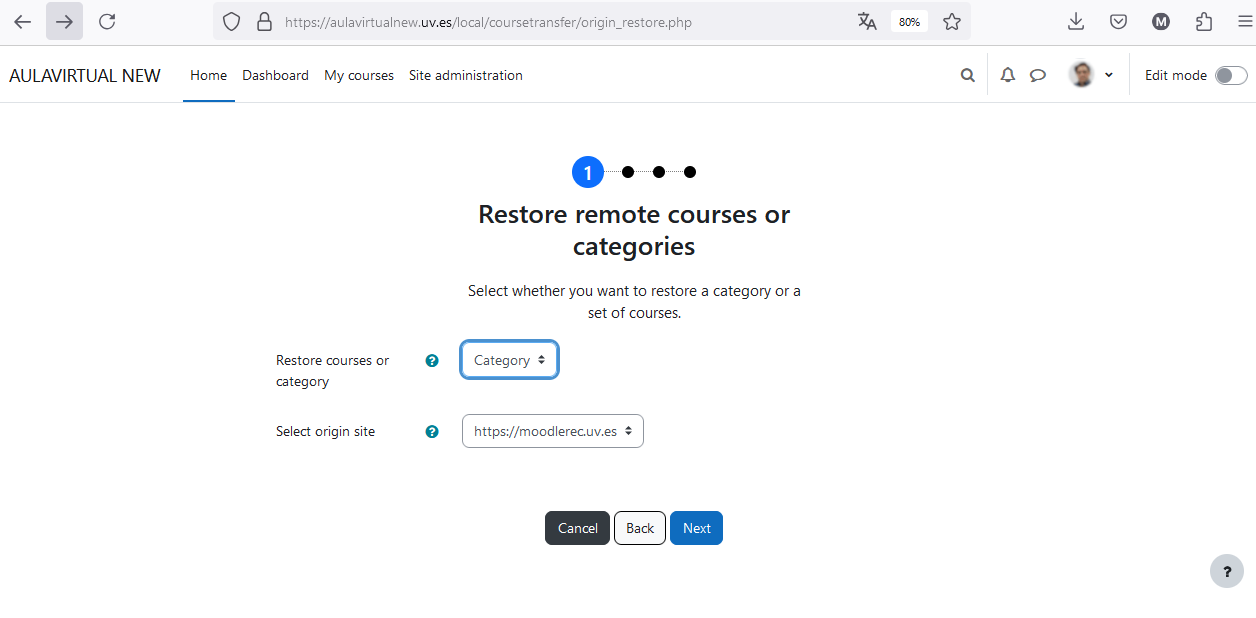 https://aulavirtualnew.uv.es/local/coursetransfer/origin_restore.php
80%
M
AULAVIRTUAL NEW
Home
Dashboard
My courses
Site administration
Edit mode
1
Restore remote courses or
categories
Select whether you want to restore a category or a
set of courses.
Restore courses or
category
?
Category
Select origin site
?
https://moodlerec.uv.es
Cancel
Back
Next
?